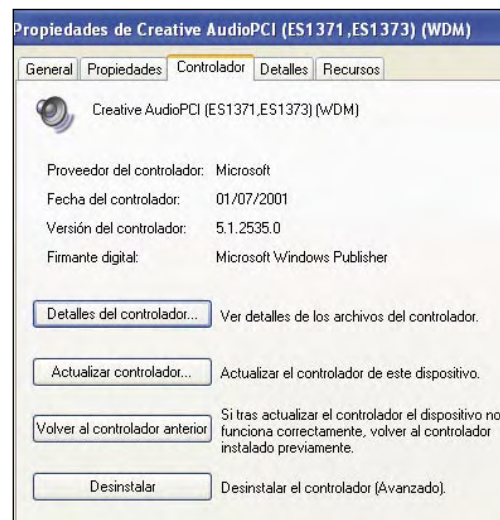 Propiedades de Creative AudioPCI (ES1371,ES1373) (WDM)
General Propiedades Controlador Detalles Recursos
Creative AudioPCI (ES1371,ES1373) (WDM)
Proveedor del controlador: Microsoft
Fecha del controlador: 01/07/2001
Versión del controlador: 5.1.2535.0
Firmante digital: Microsoft Windows Publisher
Detalles del controlador... Ver detalles de los archivos del controlador.
Actualizar controlador... Actualizar el controlador de este dispositivo.
Volver al controlador anterior
Si tras actualizar el controlador el dispositivo no
funciona correctamente, volver al controlador
instalado previamente.
Desinstalar Desinstalar el controlador (Avanzado).